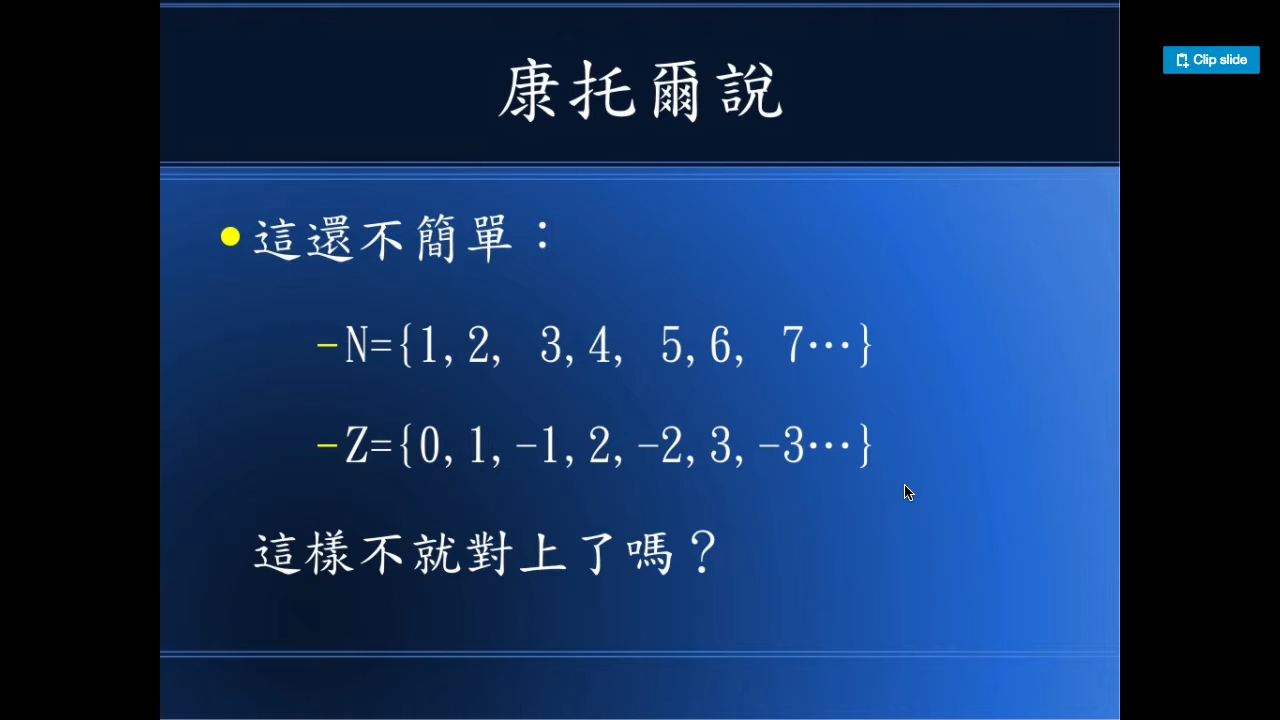 Clip slide
康托爾說
這還不簡單：
-N={1,2, 3,4, 5,6, 7…}
-Z={0,1,-1,2,-2,3,-3…}
這樣不就對上了嗎？